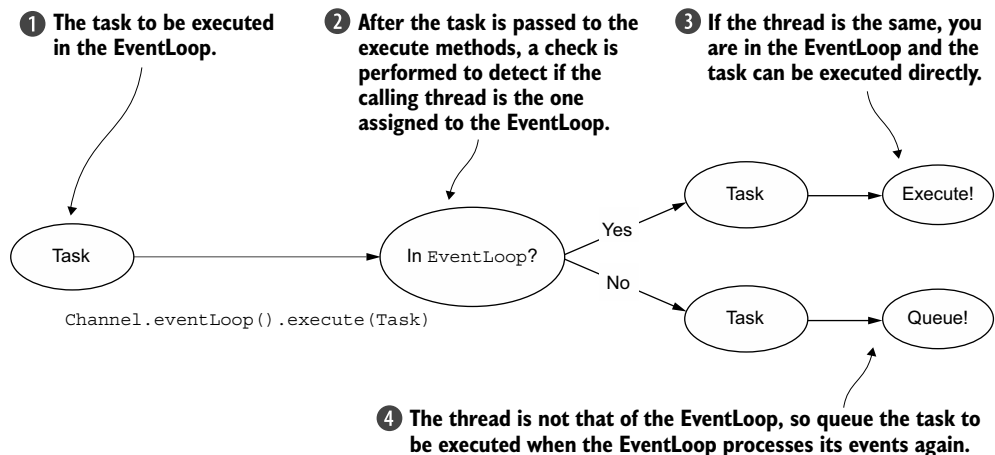 1 The task to be executed
in the EventLoop.
2 After the task is passed to the
execute methods, a check is
performed to detect if the
calling thread is the one
assigned to the EventLoop.
3 If the thread is the same, you
are in the EventLoop and the
task can be executed directly.
Task
Channel.eventLoop().execute(Task)
In EventLoop?
Yes
Task
Execute!
No
Task
Queue!
4 The thread is not that of the EventLoop, so queue the task to
be executed when the EventLoop processes its events again.